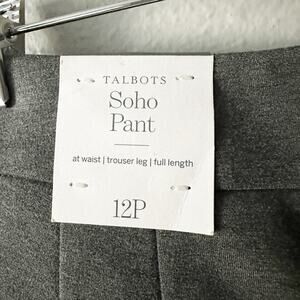 TALBOTS
Soho
Pant
at waist | trouser leg | full length
12P